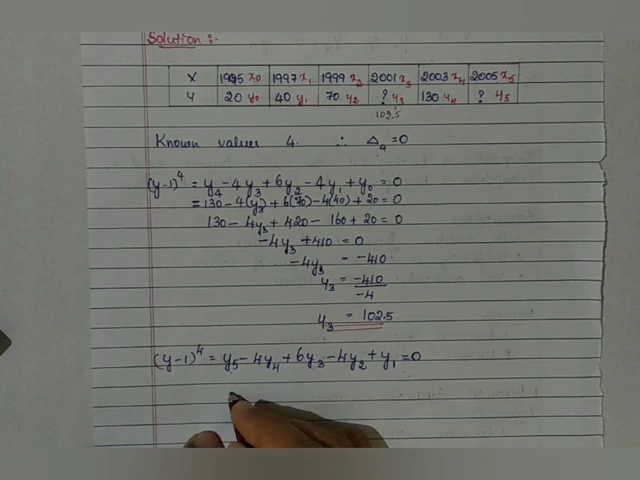 Solution :-
X 1995 x₀ 1997 x₁ 1999 x₂ 2001 x₃ 2003 x₄ 2005 x₅
Y 20 y₀ 40 y₁ 70 y₂ ? y₃ 130 y₄ ? y₅
102.5
Known values 4. ∴ Δ₄ = 0
(y-1)⁴ = y₄ - 4y₃ + 6y₂ - 4y₁ + y₀ = 0
= 130 - 4(y₃) + 6(70) - 4(40) + 20 = 0
130 - 4y₃ + 420 - 160 + 20 = 0
-4y₃ + 410 = 0
-4y₃ = -410
y₃ = -410
-4
y₃ = 102.5
(y-1)⁴ = y₅ - 4y₄ + 6y₃ - 4y₂ + y₁ = 0